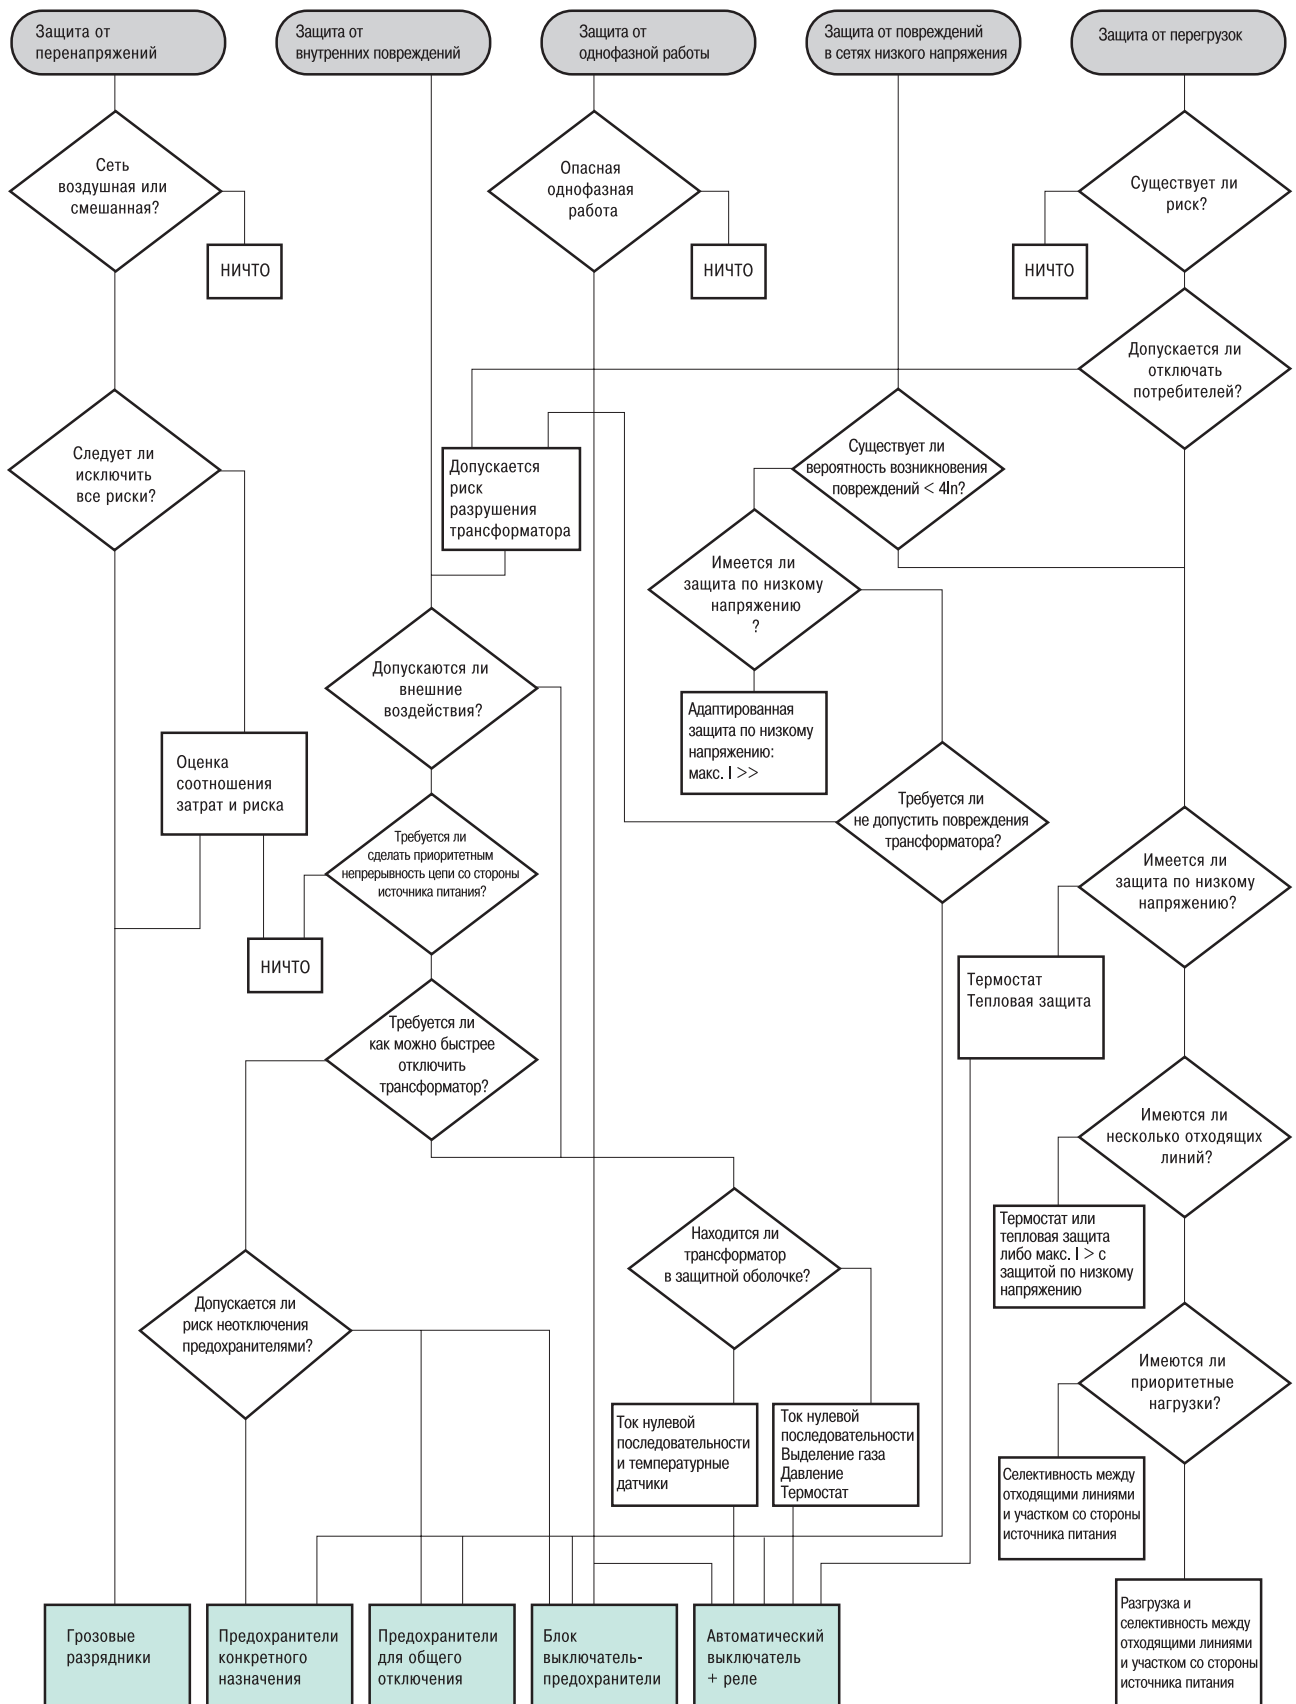 Защита от
перенапряжений
Защита от
внутренних повреждений
Защита от
однофазной работы
Защита от повреждений
в сетях низкого напряжения
Защита от перегрузок
Сеть
воздушная или
смешанная?
НИЧТО
Опасная
однофазная
работа
НИЧТО
Существует ли
риск?
НИЧТО
Допускается ли
отключать
потребителей?
Следует ли
исключить
все риски?
Допускается
риск
разрушения
трансформатора
Существует ли
вероятность возникновения
повреждений < 4In?
Имеется ли
защита по низкому
напряжению
?
Допускаются ли
внешние
воздействия?
Адаптированная
защита по низкому
напряжению:
макс. I >>
Оценка
соотношения
затрат и риска
Требуется ли
не допустить повреждения
трансформатора?
Требуется ли
сделать приоритетным
непрерывность цепи со стороны
источника питания?
Имеется ли
защита по низкому
напряжению?
НИЧТО
Термостат
Тепловая защита
Требуется ли
как можно быстрее
отключить
трансформатор?
Имеются ли
несколько отходящих
линий?
Находится ли
трансформатор
в защитной оболочке?
Термостат или
тепловая защита
либо макс. I > с
защитой по низкому
напряжению
Допускается ли
риск неотключения
предохранителями?
Имеются ли
приоритетные
нагрузки?
Ток нулевой
последовательности
и температурные
датчики
Ток нулевой
последовательности
Выделение газа
Давление
Термостат
Селективность между
отходящими линиями
и участком со стороны
источника питания
Грозовые
разрядники
Предохранители
конкретного
назначения
Предохранители
для общего
отключения
Блок
выключатель-
предохранители
Автоматический
выключатель
+ реле
Разгрузка и
селективность между
отходящими линиями
и участком со стороны
источника питания